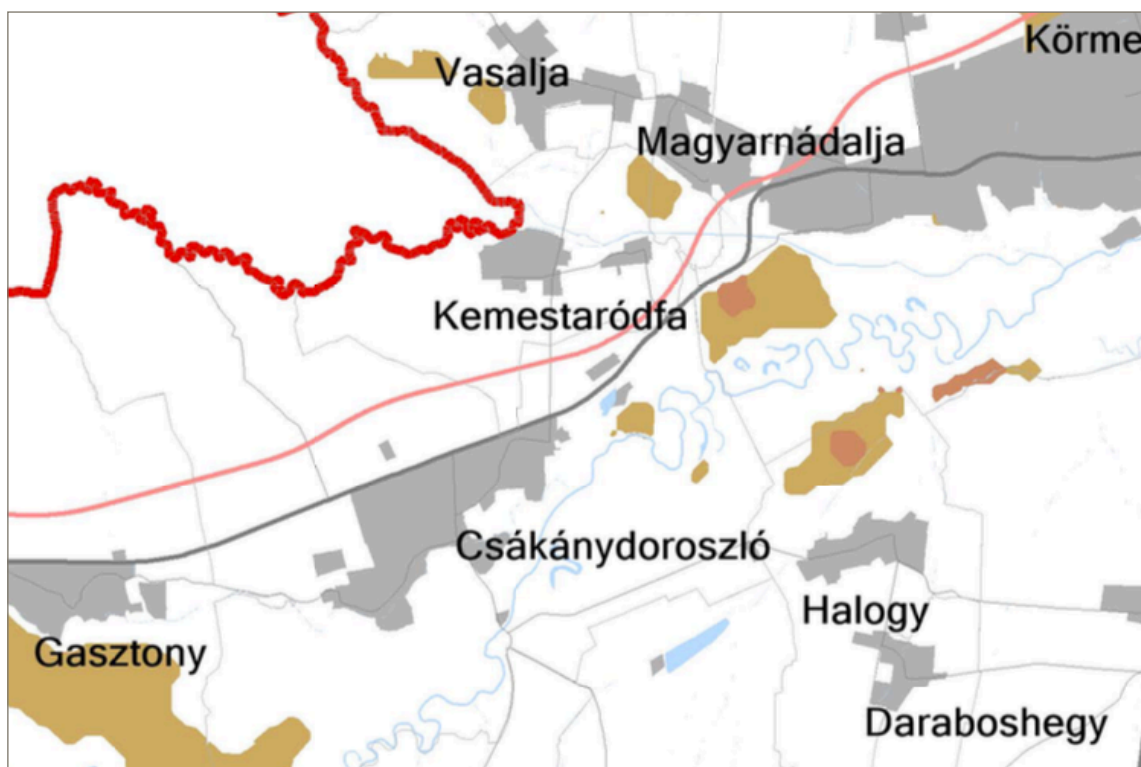 Körme
Vasalja
Magyarnádalja
Kemestaródfa
Csákánydoroszló
Halogy
Gasztony
Daraboshegy